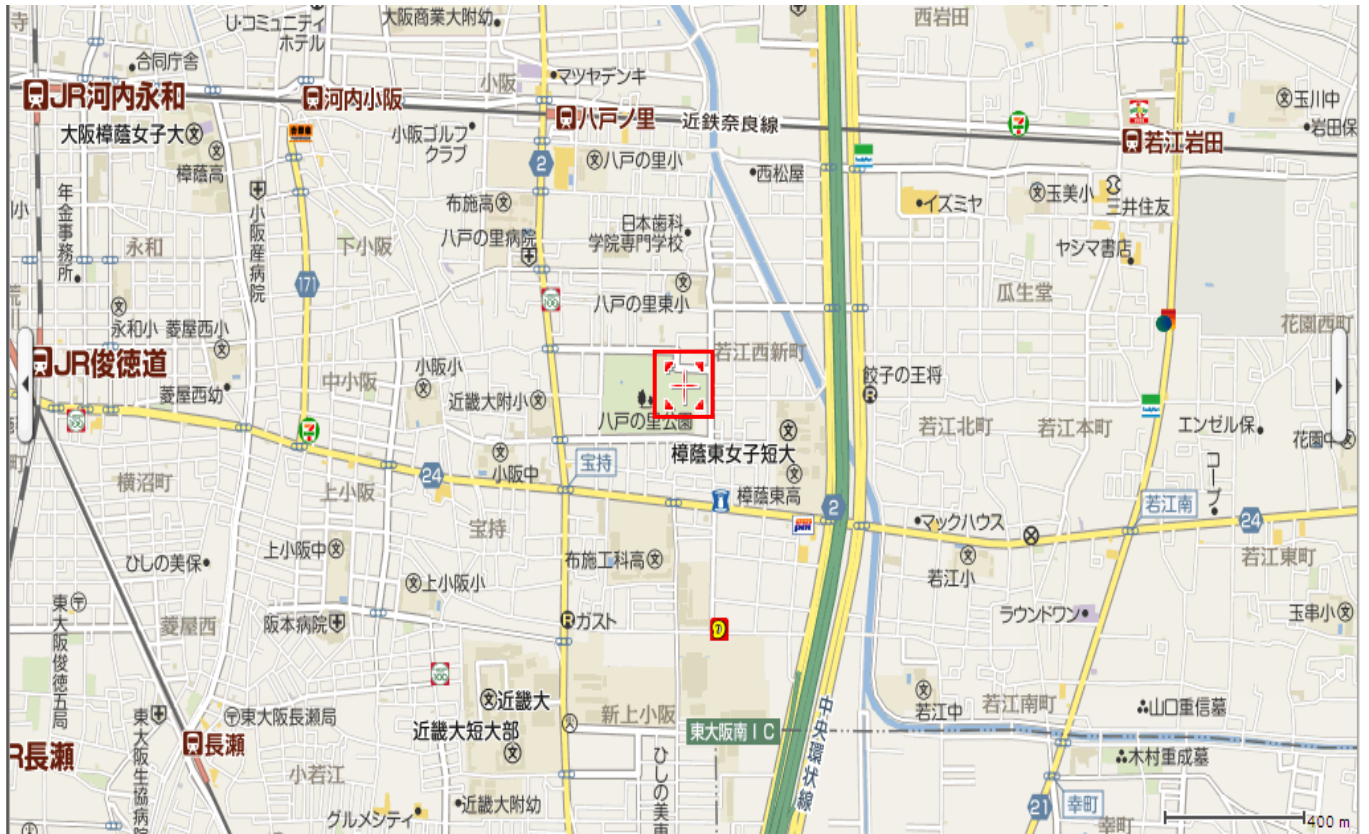 寺
U・コミュニティ
ホテル
大阪商業大附幼
西岩田
合同庁舎
小阪
マツヤデンキ
JR河内永和
河内小阪
八戸ノ里
近鉄奈良線
玉川中
岩田保
若江岩田
大阪樟蔭女子大
小阪ゴルフ
クラブ
樟蔭高
2
八戸の里小
西松屋
イズミヤ
玉美小
三井住友
年金事務所
小阪産病院
布施高
日本歯科
学院専門学校
八戸の里病院
永和
下小阪
ヤシマ書店
171
瓜生堂
八戸の里東小
永和小
菱屋西小
花園西町
若江西新町
JR俊徳道
小阪小
中小阪
餃子の王将
菱屋西幼
近畿大附小
八戸の里公園
若江北町
若江本町
エンゼル保
花園中
樟蔭東女子短大
コープ
小阪中
宝持
24
横沼町
上小阪
樟蔭東高
2
若江南
24
宝持
マックハウス
上小阪中
布施工科高
若江東町
ひしの美保
上小阪小
若江小
東大阪俊徳五局
菱屋西
阪本病院
ガスト
ラウンドワン
玉串小
近畿大
近畿大短大部
新上小阪
若江中
若江南町
山口重信墓
東大阪長瀬局
東大阪南IC
中央環状線
長瀬
R長瀬
木村重成墓
東大阪生協病院
小若江
ひしの美東
近畿大附幼
グルメシティ
21
幸町
幸町
400 m